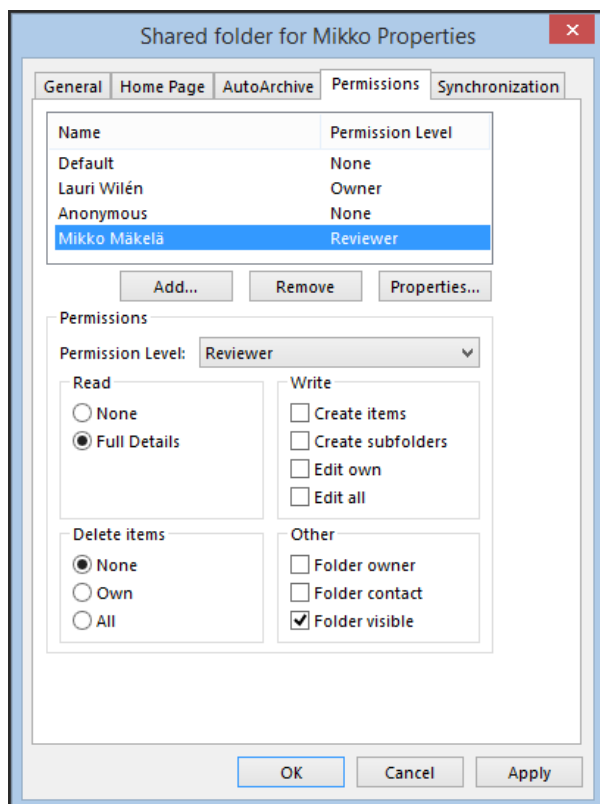 Shared folder for Mikko Properties
General Home Page AutoArchive Permissions Synchronization
Name Permission Level
Default None
Lauri Wilén Owner
Anonymous None
Mikko Mäkelä Reviewer
Add... Remove Properties...
Permissions
Permission Level: Reviewer
Read
None
Full Details
Write
Create items
Create subfolders
Edit own
Edit all
Delete items
None
Own
All
Other
Folder owner
Folder contact
Folder visible
OK Cancel Apply